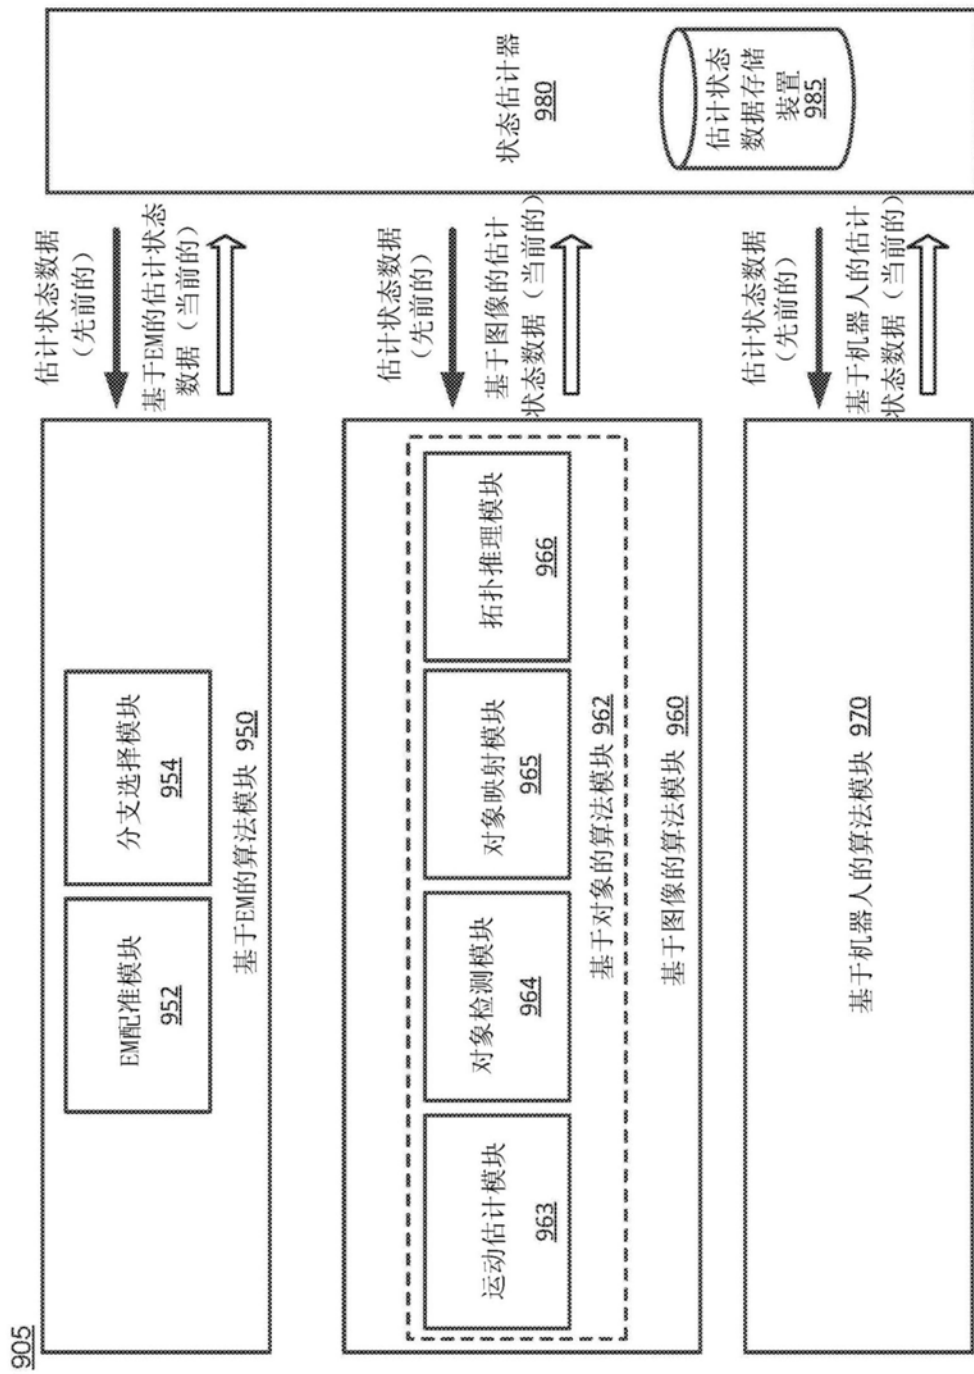 905
EM配准模块
952
分支选择模块
954
基于EM的算法模块 950
估计状态数据
（先前的）
基于EM的估计状态
数据（当前的）
运动估计模块
963
对象检测模块
964
对象映射模块
965
拓扑推理模块
966
基于对象的算法模块 962
基于图像的算法模块 960
估计状态数据
（先前的）
基于图像的估计
状态数据（当前的）
基于机器人的算法模块 970
估计状态数据
（先前的）
基于机器人的估计
状态数据（当前的）
状态估计器
980
估计状态
数据存储
装置
985